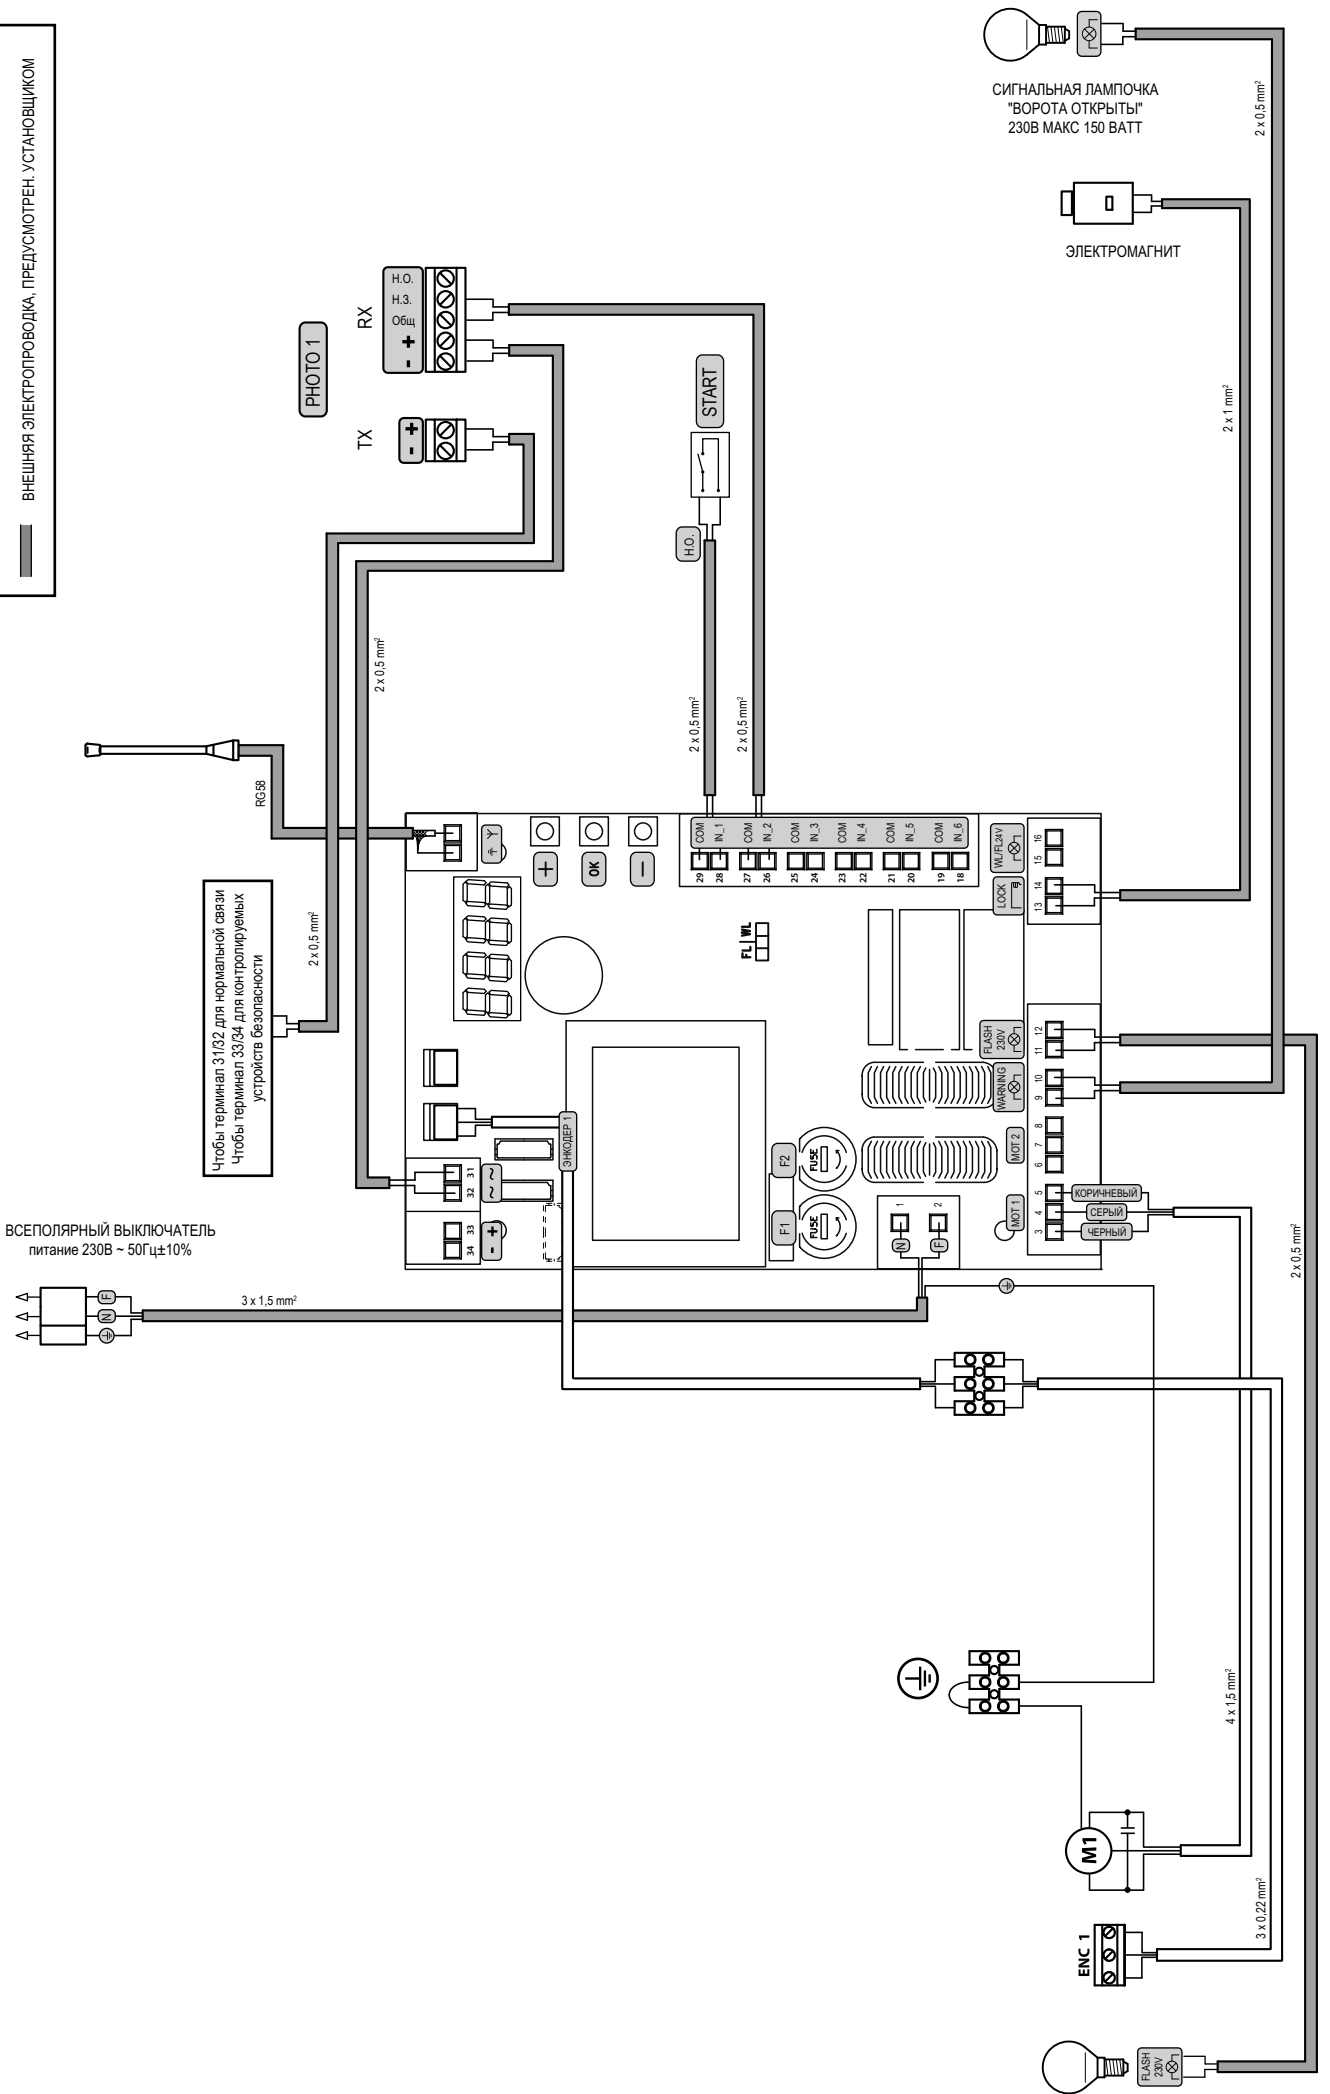 ВНЕШНЯЯ ЭЛЕКТРОПРОВОДКА, ПРЕДУСМОТРЕН. УСТАНОВЩИКОМ
СИГНАЛЬНАЯ ЛАМПОЧКА
"ВОРОТА ОТКРЫТЫ"
230В МАКС 150 ВАТТ
2 x 0,5 mm²
ЭЛЕКТРОМАГНИТ
2 x 1 mm²
PHOTO 1
RX
Н.О.
Н.З.
Общ
+
-
TX
+
-
START
Н.О.
2 x 0,5 mm²
2 x 0,5 mm²
2 x 0,5 mm²
RG58
2 x 0,5 mm²
Чтобы терминал 31/32 для нормальной связи
Чтобы терминал 33/34 для контролируемых
устройств безопасности
+
OK
-
COM
IN_1
COM
IN_2
COM
IN_3
COM
IN_4
COM
IN_5
COM
IN_6
29
28
27
26
25
24
23
22
21
20
19
18
FL | WL
WL/FL24V
16
15
LOCK
14
13
FLASH
230V
12
11
WARNING
10
9
MOT 2
8
7
6
MOT 1
5
4
3
КОРИЧНЕВЫЙ
СЕРЫЙ
ЧЕРНЫЙ
ЭНКОДЕР 1
31
32
~ ~
33
34
- +
F2
FUSE
F1
FUSE
1
2
N
F
ВСЕПОЛЯРНЫЙ ВЫКЛЮЧАТЕЛЬ
питание 230В ~ 50Гц±10%
F
N
3 x 1,5 mm²
2 x 0,5 mm²
4 x 1,5 mm²
M1
3 x 0,22 mm²
ENC 1
FLASH
230V